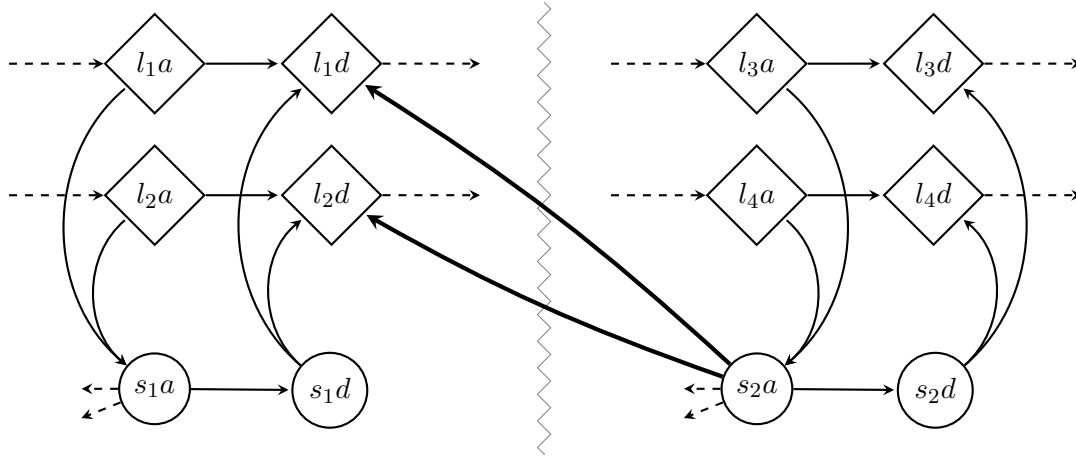 l₁a l₁d l₃a l₃d
l₂a l₂d l₄a l₄d
s₁a s₁d s₂a s₂d